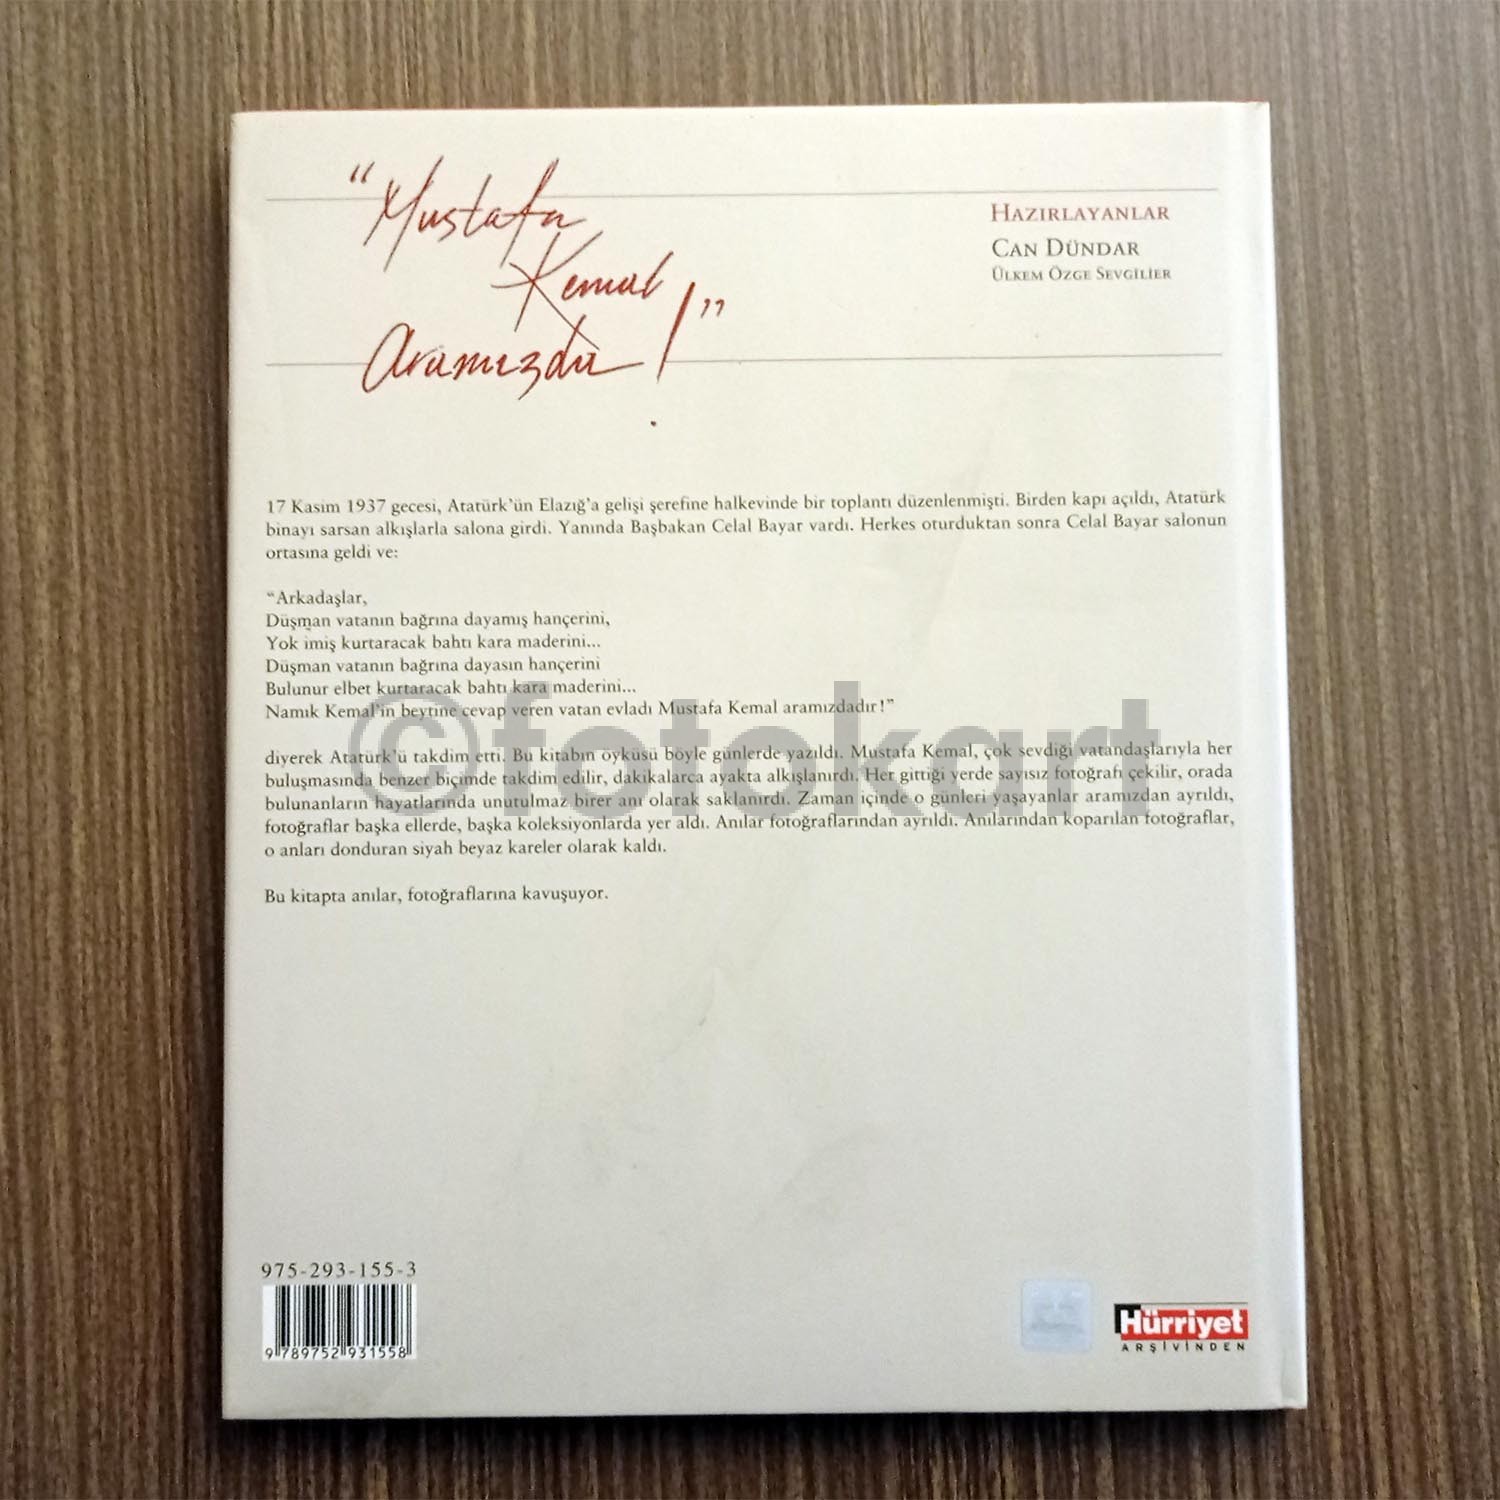 "Mustafa
Kemal
Aramızda!"
HAZIRLAYANLAR
CAN DÜNDAR
ÜLKEM ÖZGE SEVGİLİER
17 Kasim 1937 gecesi, Atatürk'ün Elazığ'a gelişi şerefine halkevinde bir toplantı düzenlenmişti. Birden kapı açıldı, Atatürk
binayı sarsan alkışlarla salona girdi. Yanında Başbakan Celal Bayar vardı. Herkes oturduktan sonra Celal Bayar salonun
ortasına geldi ve:
"Arkadaşlar,
Düşman vatanın bağrına dayamış hançerini,
Yok imiş kurtaracak bahtı kara maderini...
Düşman vatanın bağrına dayasın hançerini
Bulunur elbet kurtaracak bahtı kara maderini...
Namık Kemal'in beytine cevap veren vatan evladı Mustafa Kemal aramızdadır!"
diyerek Atatürk'ü takdim etti. Bu kitabın öyküsü böyle günlerde yazıldı. Mustafa Kemal, çok sevdiği vatandaşlarıyla her
buluşmasında benzer biçimde takdim edilir, dakikalarca ayakta alkışlanırdı. Her gittiği yerde sayısız fotoğrafı çekilir, orada
bulunanların hayatlarında unutulmaz birer anı olarak saklanırdı. Zaman içinde o günleri yaşayanlar aramızdan ayrıldı,
fotoğraflar başka ellerde, başka koleksiyonlarda yer aldı. Anılar fotoğraflarından ayrıldı. Anılarından koparılan fotoğraflar,
o anları donduran siyah beyaz kareler olarak kaldı.
Bu kitapta anılar, fotoğraflarına kavuşuyor.
©fotokart
975-293-155-3
9 789752 931558
Hürriyet
ARŞİVİNDEN